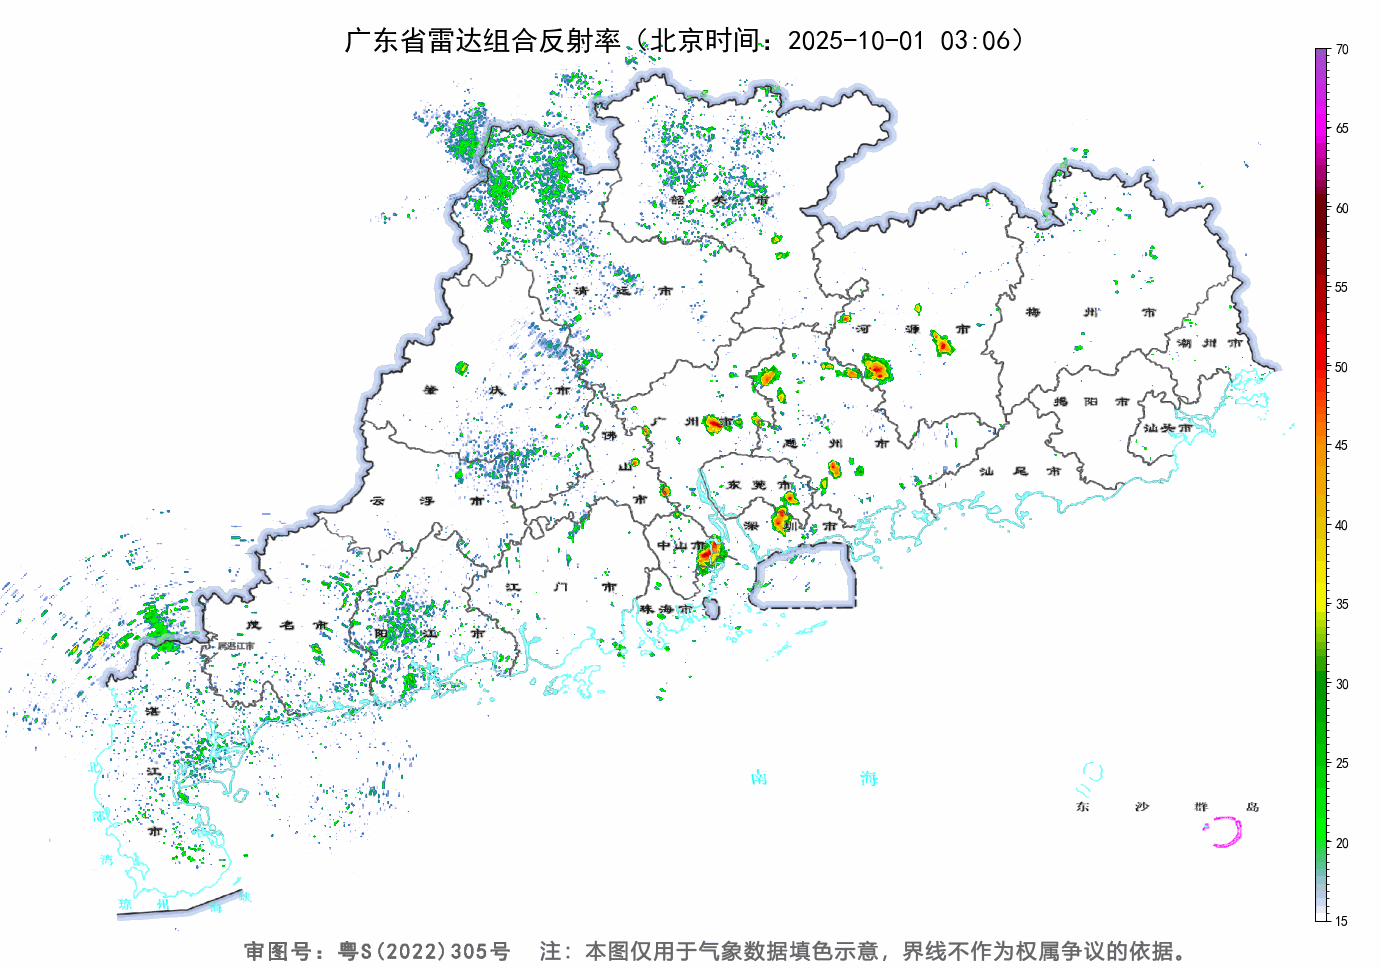 广东省雷达组合反射率（北京时间：2025-10-01 03:06）
70
65
60
55
50
45
40
35
30
25
20
15
韶关市
清远市
河源市
梅州市
潮州市
肇庆市
广州市
惠州市
揭阳市
汕头市
佛山市
汕尾市
东莞市
云浮市
深圳市
中山市
江门市
珠海市
茂名市
阳江市
属湛江市
湛江市
北部湾
琼州海峡
南海
东沙群岛
审图号：粤S(2022)305号 注：本图仅用于气象数据填色示意，界线不作为权属争议的依据。